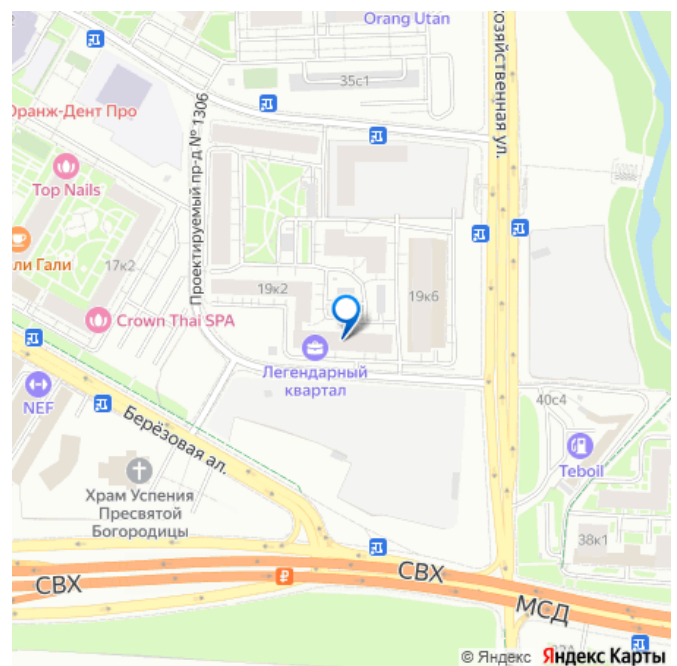 Orang Utan
35с1
озяйственная ул.
Оранж-Дент Про
Проектируемый пр-д № 1306
Top Nails
ли Гали
17к2
19к2
19к6
Crown Thai SPA
Легендарный
квартал
NEF
Берёзовая ал.
40с4
Teboil
Храм Успения
Пресвятой
Богородицы
38к1
СВХ
СВХ
МСД
© Яндекс Яндекс Карты